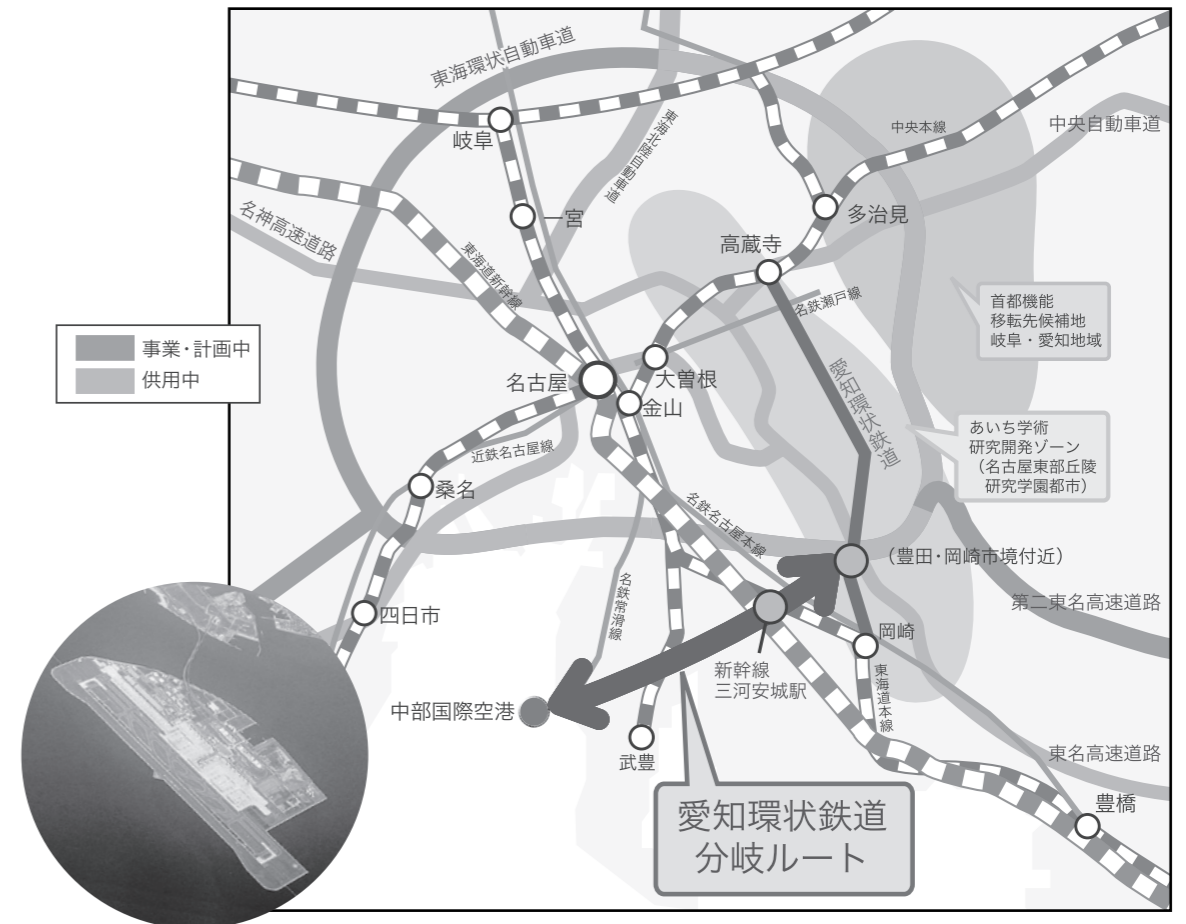 東海環状自動車道
岐阜
東海北陸自動車道
中央本線
中央自動車道
一宮
多治見
名神高速道路
東海道新幹線
高蔵寺
名鉄瀬戸線
首都機能
移転先候補地
岐阜・愛知地域
事業・計画中
供用中
名古屋
大曽根
金山
愛知環状鉄道
あいち学術
研究開発ゾーン
（名古屋東部丘陵
研究学園都市）
近鉄名古屋線
桑名
名鉄名古屋本線
（豊田・岡崎市境付近）
第二東名高速道路
四日市
名鉄常滑線
岡崎
新幹線
三河安城駅
東海道本線
中部国際空港
武豊
東名高速道路
豊橋
愛知環状鉄道
分岐ルート